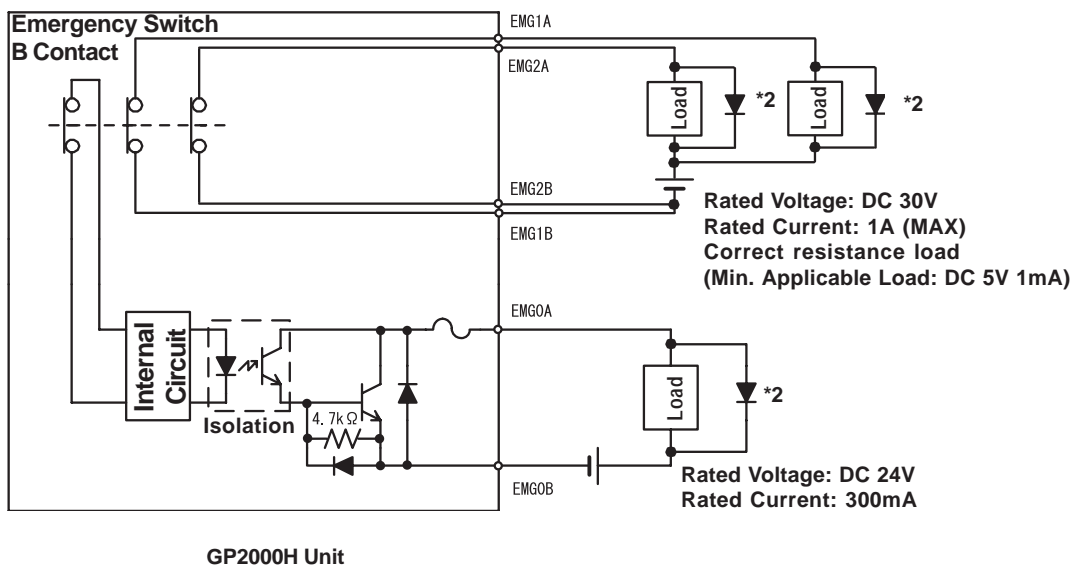 Emergency Switch
B Contact
EMG1A
EMG2A
Load
*2
Load
*2
EMG2B
EMG1B
Rated Voltage: DC 30V
Rated Current: 1A (MAX)
Correct resistance load
(Min. Applicable Load: DC 5V 1mA)
EMG0A
Internal
Circuit
Isolation
4.7kΩ
Load
*2
EMG0B
Rated Voltage: DC 24V
Rated Current: 300mA
GP2000H Unit